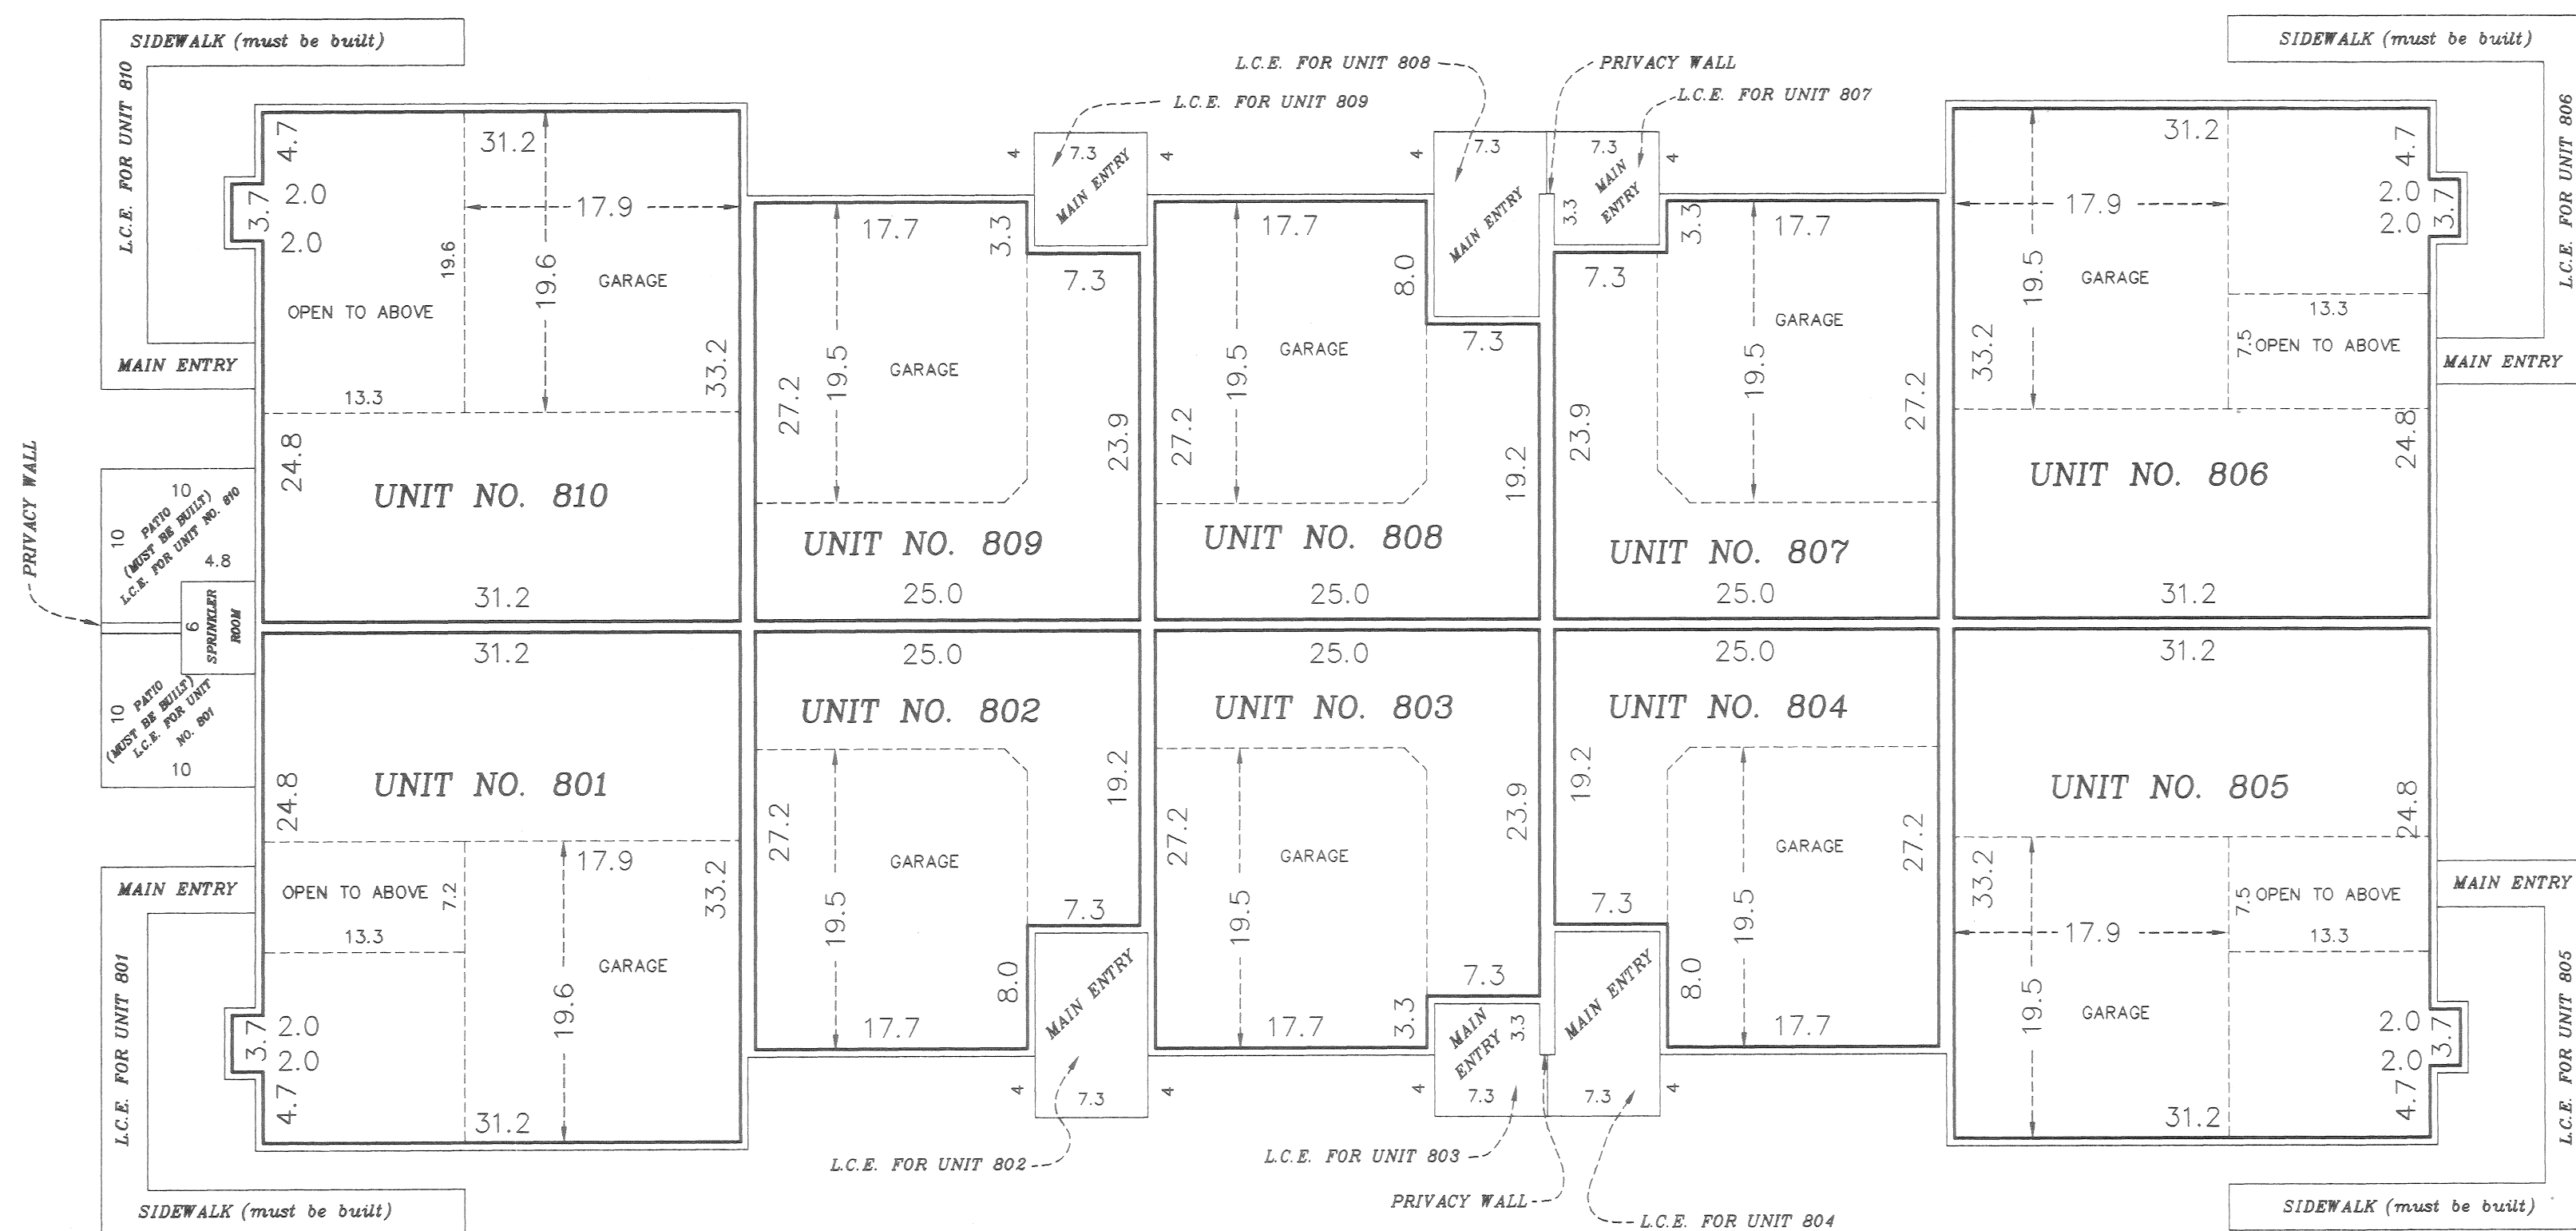 SIDEWALK (must be built)
SIDEWALK (must be built)
L.C.E. FOR UNIT 808
PRIVACY WALL
L.C.E. FOR UNIT 809
L.C.E. FOR UNIT 807
L.C.E. FOR UNIT 810
MAIN ENTRY
4.7
31.2
2.0
3.7
2.0
17.9
19.6
19.6
GARAGE
OPEN TO ABOVE
13.3
33.2
24.8
UNIT NO. 810
31.2
4
7.3
4
MAIN ENTRY
17.7
3.3
7.3
27.2
19.5
GARAGE
23.9
UNIT NO. 809
25.0
4
7.3
MAIN ENTRY
17.7
8.0
7.3
27.2
19.5
GARAGE
19.2
UNIT NO. 808
25.0
7.3
4
MAIN
ENTRY
3.3
3.3
17.7
7.3
23.9
19.5
GARAGE
27.2
UNIT NO. 807
25.0
31.2
4.7
2.0
2.0
3.7
17.9
19.5
GARAGE
13.3
7.5
OPEN TO ABOVE
33.2
24.8
UNIT NO. 806
31.2
L.C.E. FOR UNIT 806
MAIN ENTRY
PRIVACY WALL
10
10
PATIO
(MUST BE BUILT)
L.C.E. FOR UNIT NO. 810
4.8
6
SPRINKLER
ROOM
10
PATIO
(MUST BE BUILT)
L.C.E. FOR UNIT
NO. 801
10
31.2
UNIT NO. 801
24.8
17.9
OPEN TO ABOVE
7.2
13.3
33.2
GARAGE
19.6
2.0
3.7
2.0
4.7
31.2
MAIN ENTRY
L.C.E. FOR UNIT 801
25.0
UNIT NO. 802
19.2
27.2
GARAGE
19.5
7.3
8.0
17.7
MAIN ENTRY
4
7.3
4
25.0
UNIT NO. 803
27.2
GARAGE
23.9
19.5
7.3
3.3
17.7
MAIN
ENTRY
3.3
4
7.3
25.0
UNIT NO. 804
19.2
GARAGE
27.2
19.5
7.3
8.0
17.7
MAIN ENTRY
7.3
4
31.2
UNIT NO. 805
24.8
33.2
7.5
OPEN TO ABOVE
17.9
13.3
19.5
GARAGE
2.0
3.7
2.0
4.7
31.2
MAIN ENTRY
L.C.E. FOR UNIT 805
L.C.E. FOR UNIT 802
L.C.E. FOR UNIT 803
PRIVACY WALL
L.C.E. FOR UNIT 804
SIDEWALK (must be built)
SIDEWALK (must be built)